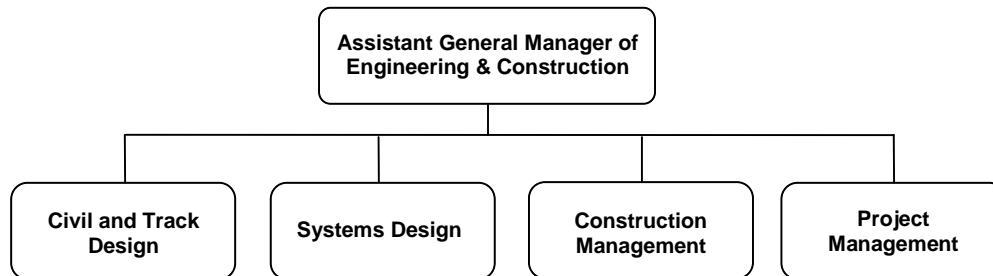 Assistant General Manager of
Engineering & Construction
Civil and Track
Design
Systems Design
Construction
Management
Project
Management